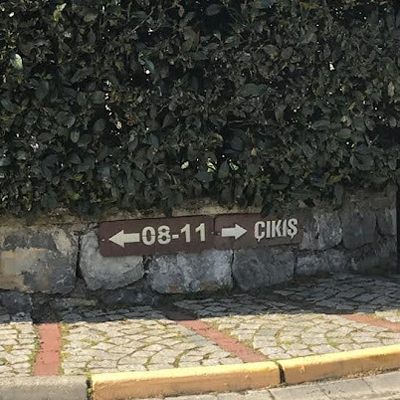 ← 08-11 → ÇIKIŞ